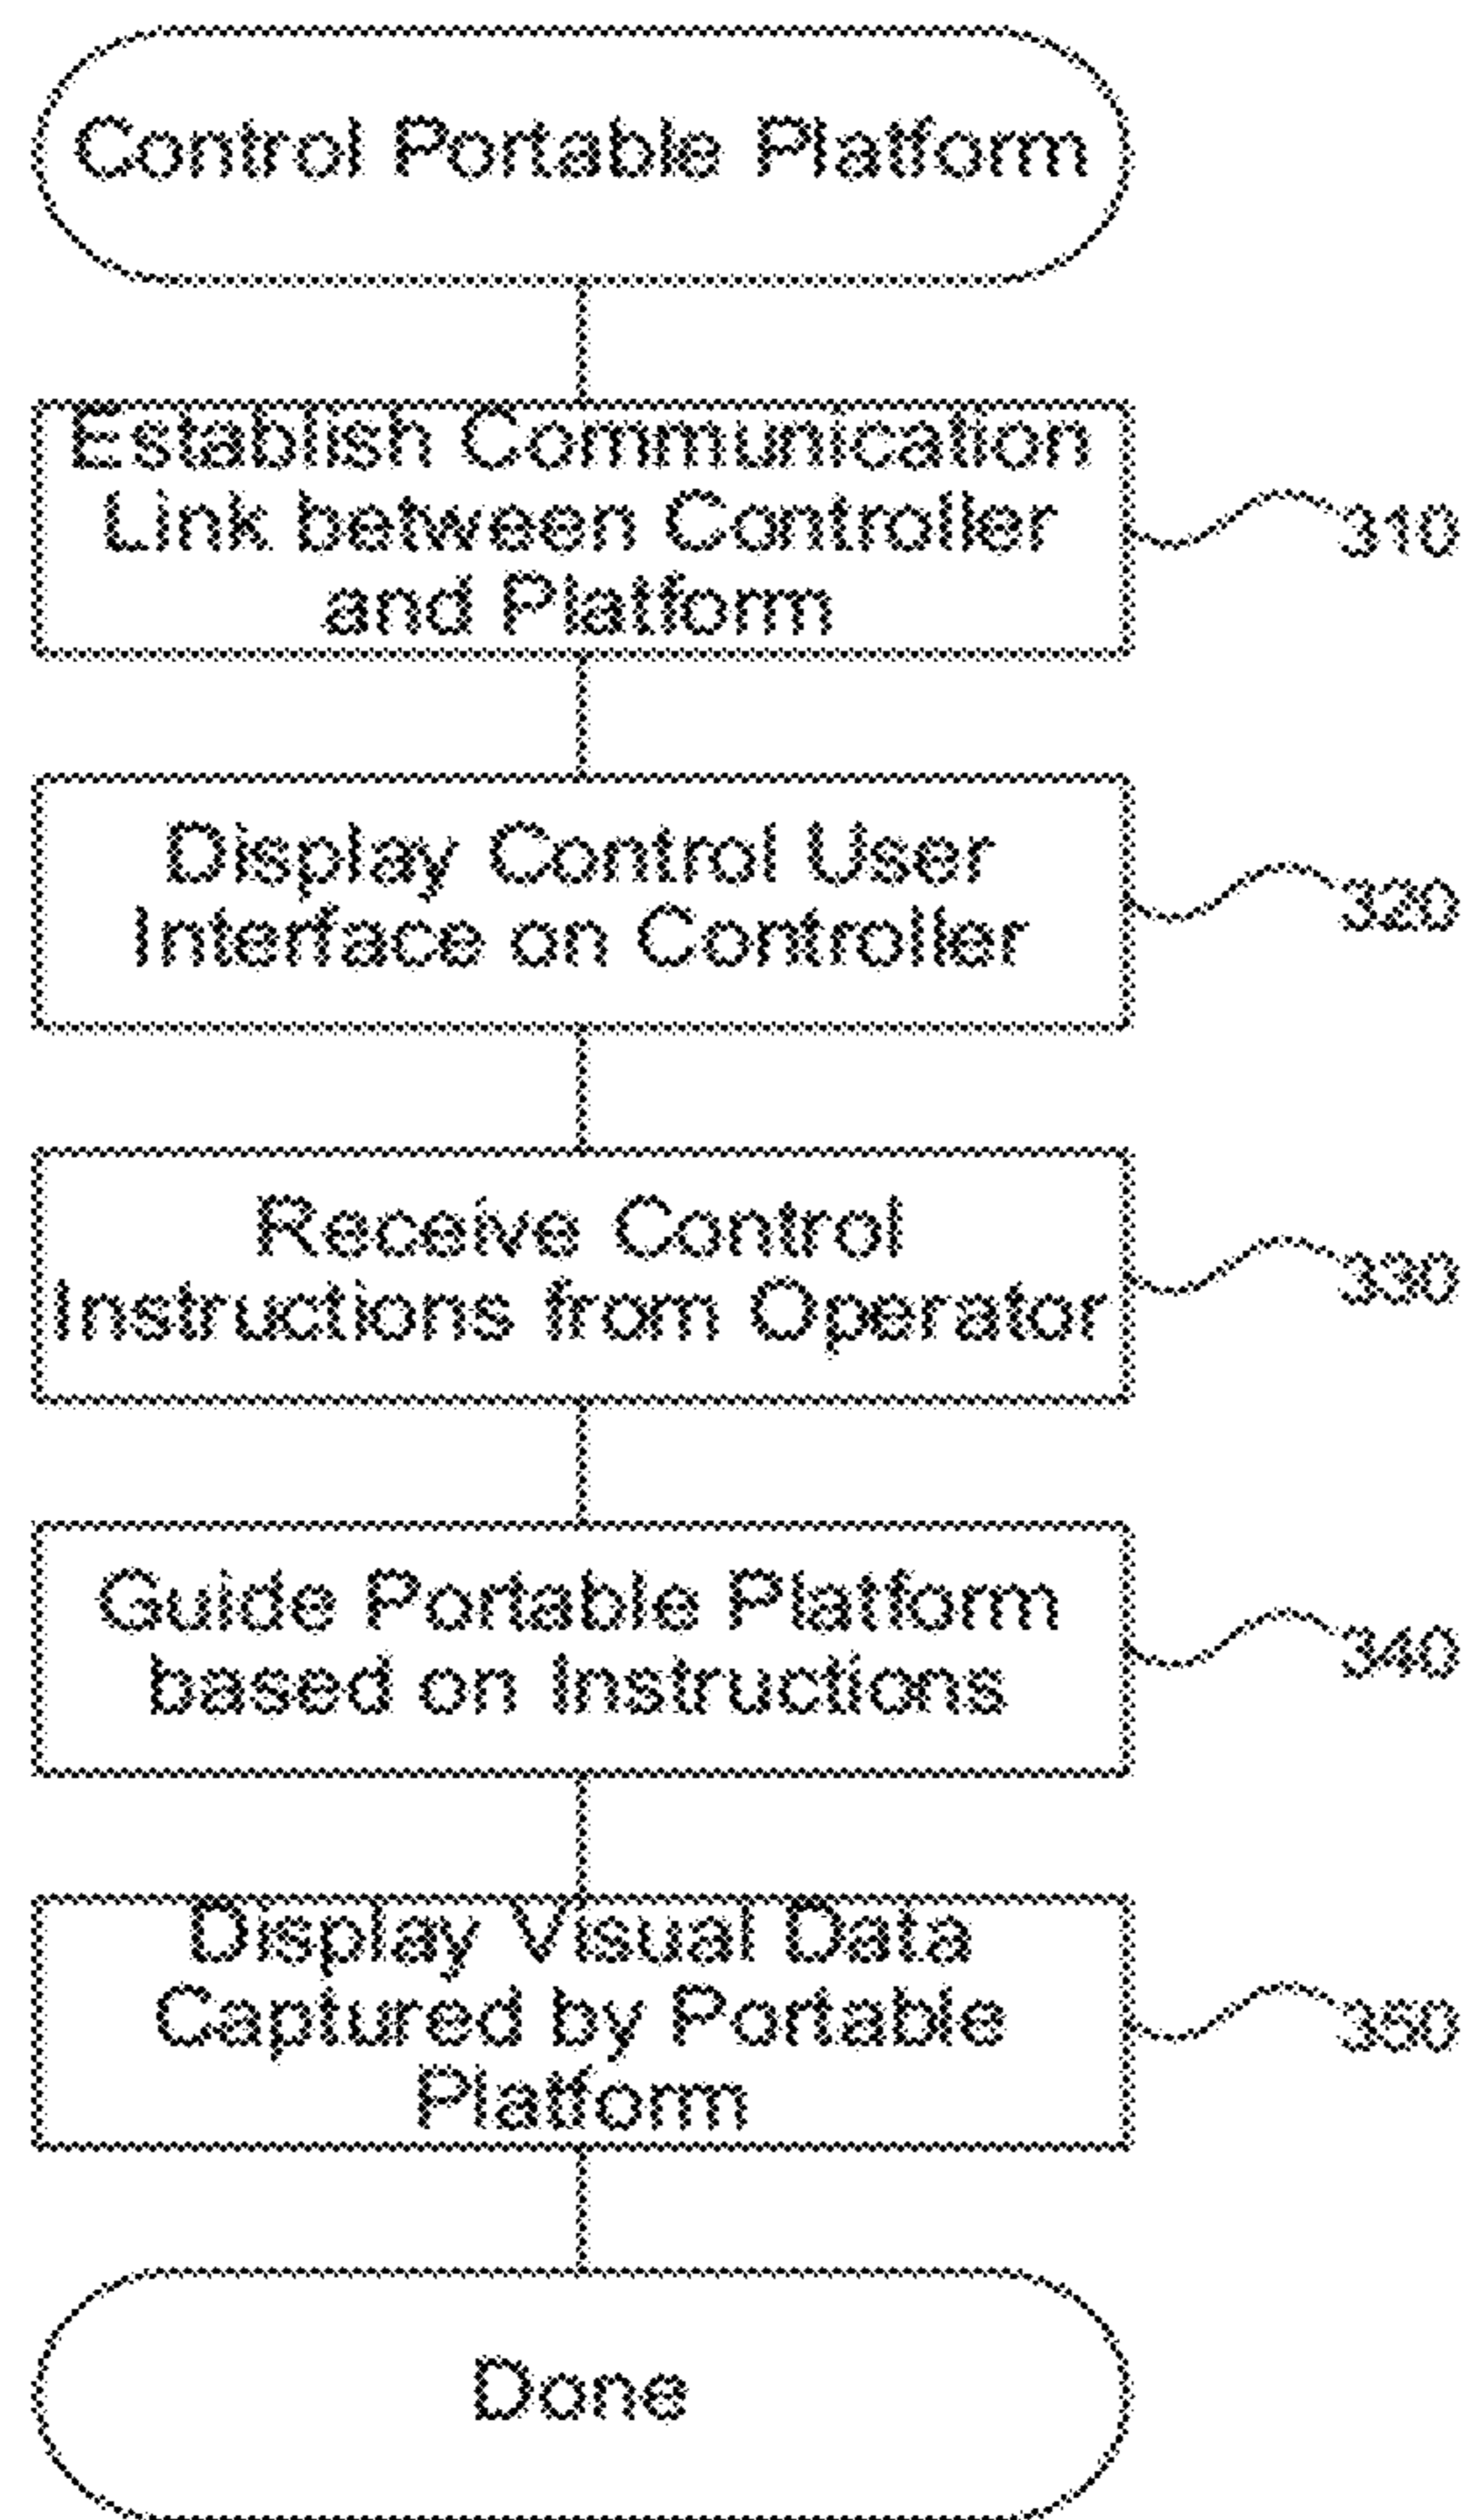 Control Portable Platform
Establish Communication
Link between Controller
and Platform
310
Display Control User
Interface on Controller
320
Receive Control
Instructions from Operator
330
Guide Portable Platform
based on Instructions
340
Display Visual Data
Captured by Portable
Platform
350
Done